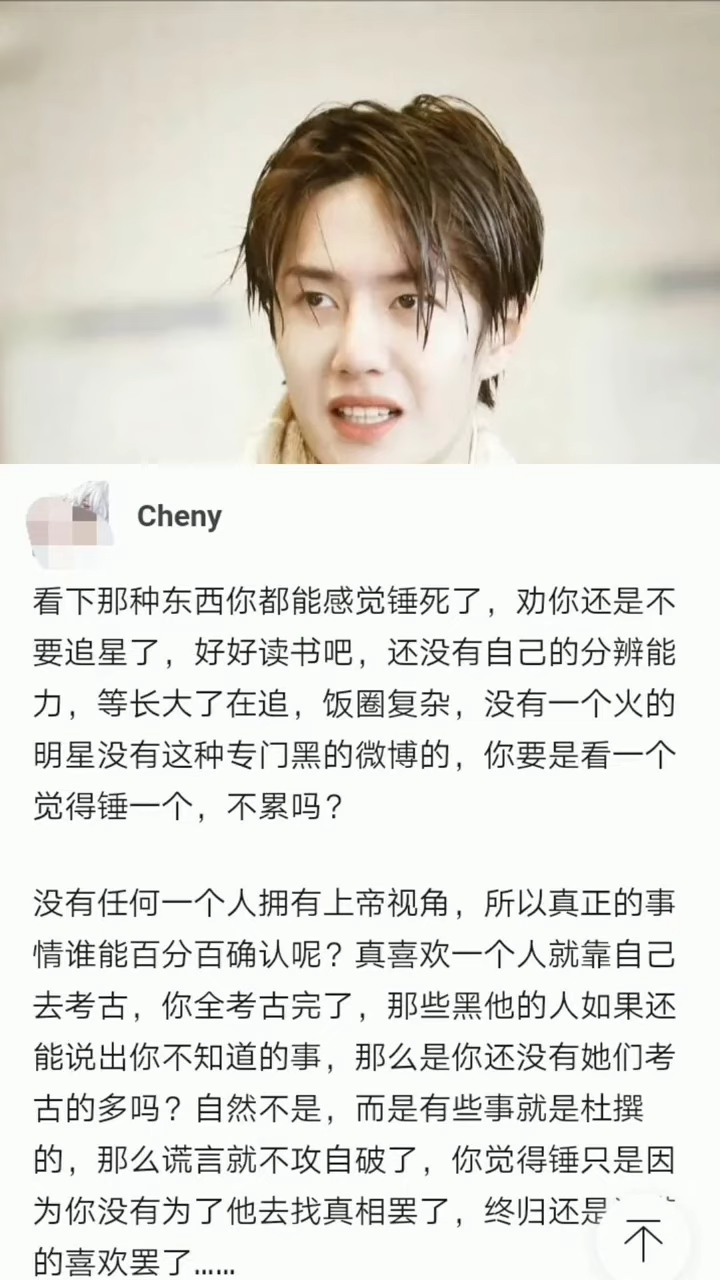 Cheny
看下那种东西你都能感觉锤死了，劝你还是不
要追星了，好好读书吧，还没有自己的分辨能
力，等长大了在追，饭圈复杂，没有一个火的
明星没有这种专门黑的微博的，你要是看一个
觉得锤一个，不累吗？
没有任何一个人拥有上帝视角，所以真正的事
情谁能百分百确认呢？真喜欢一个人就靠自己
去考古，你全考古完了，那些黑他的人如果还
能说出你不知道的事，那么是你还没有她们考
古的多吗？自然不是，而是有些事就是杜撰
的，那么谎言就不攻自破了，你觉得锤只是因
为你没有为了他去找真相罢了，终归还是
的喜欢罢了……